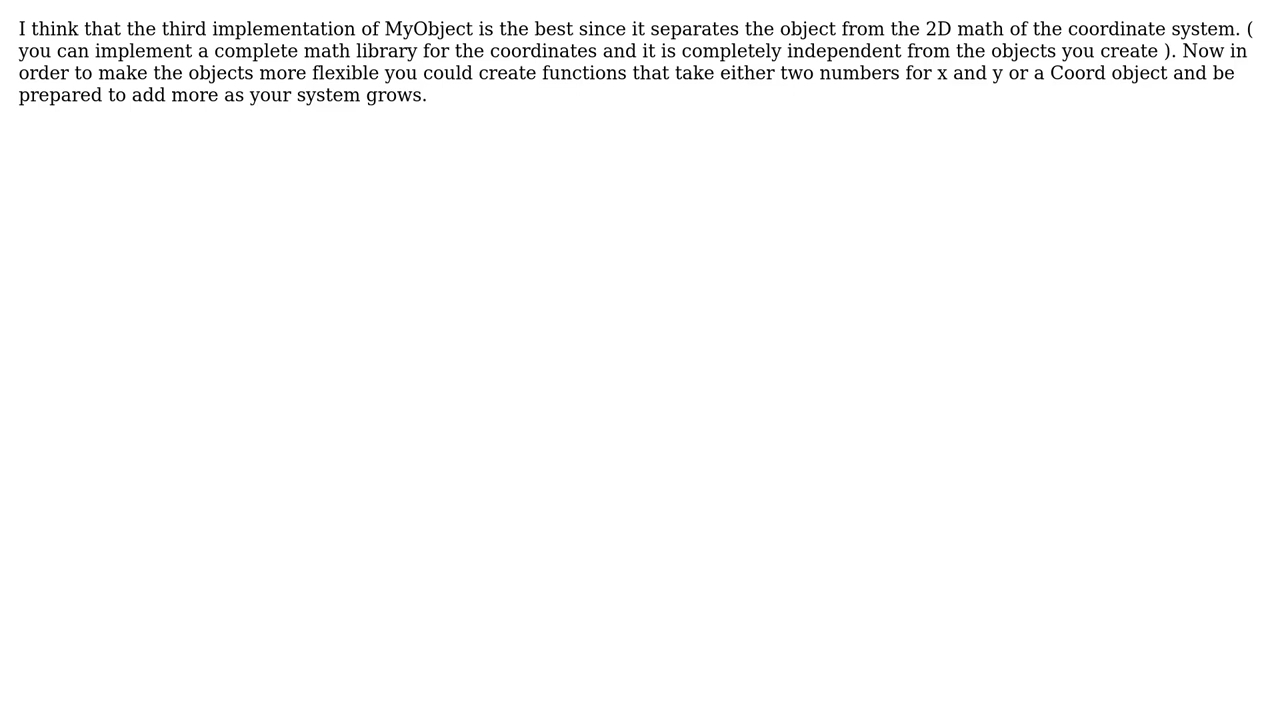 I think that the third implementation of MyObject is the best since it separates the object from the 2D math of the coordinate system. (
you can implement a complete math library for the coordinates and it is completely independent from the objects you create ). Now in
order to make the objects more flexible you could create functions that take either two numbers for x and y or a Coord object and be
prepared to add more as your system grows.